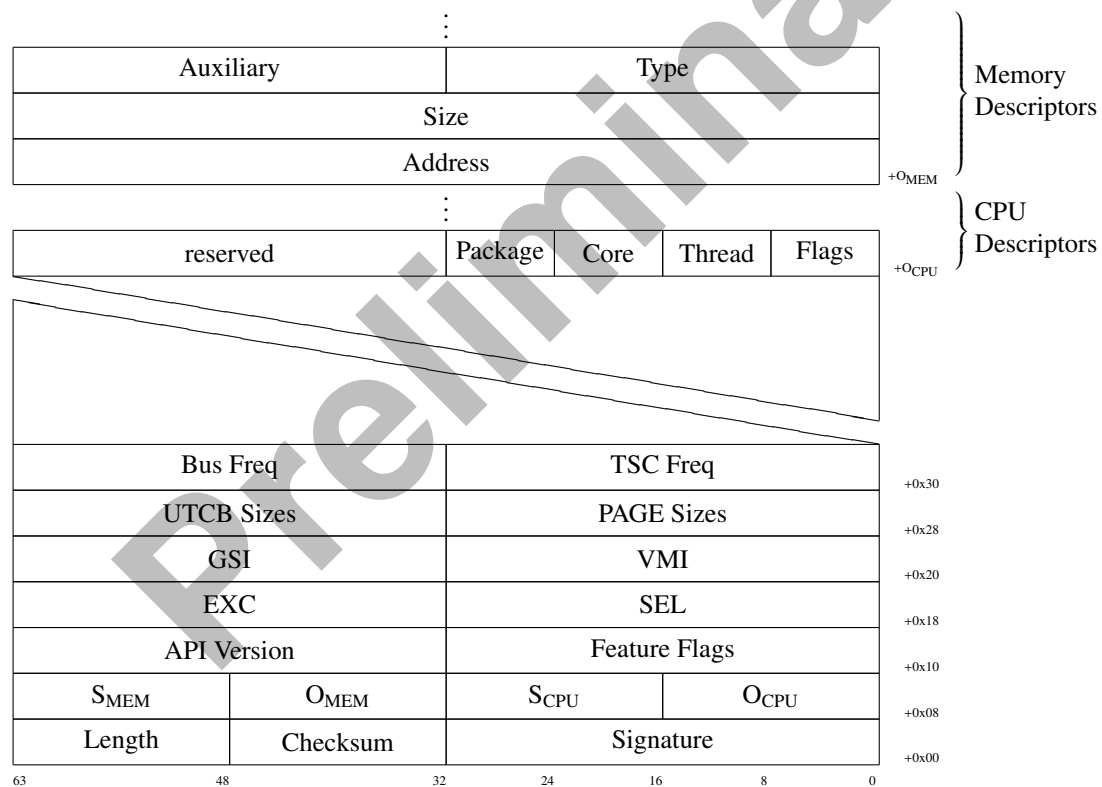 ⋮
Auxiliary Type
Memory
Descriptors
Size
Address
+O_MEM
⋮
CPU
Descriptors
reserved Package Core Thread Flags
+O_CPU
Bus Freq TSC Freq
+0x30
UTCB Sizes PAGE Sizes
+0x28
GSI VMI
+0x20
EXC SEL
+0x18
API Version Feature Flags
+0x10
S_MEM O_MEM S_CPU O_CPU
+0x08
Length Checksum Signature
+0x00
63 48 32 24 16 8 0
Prelimina